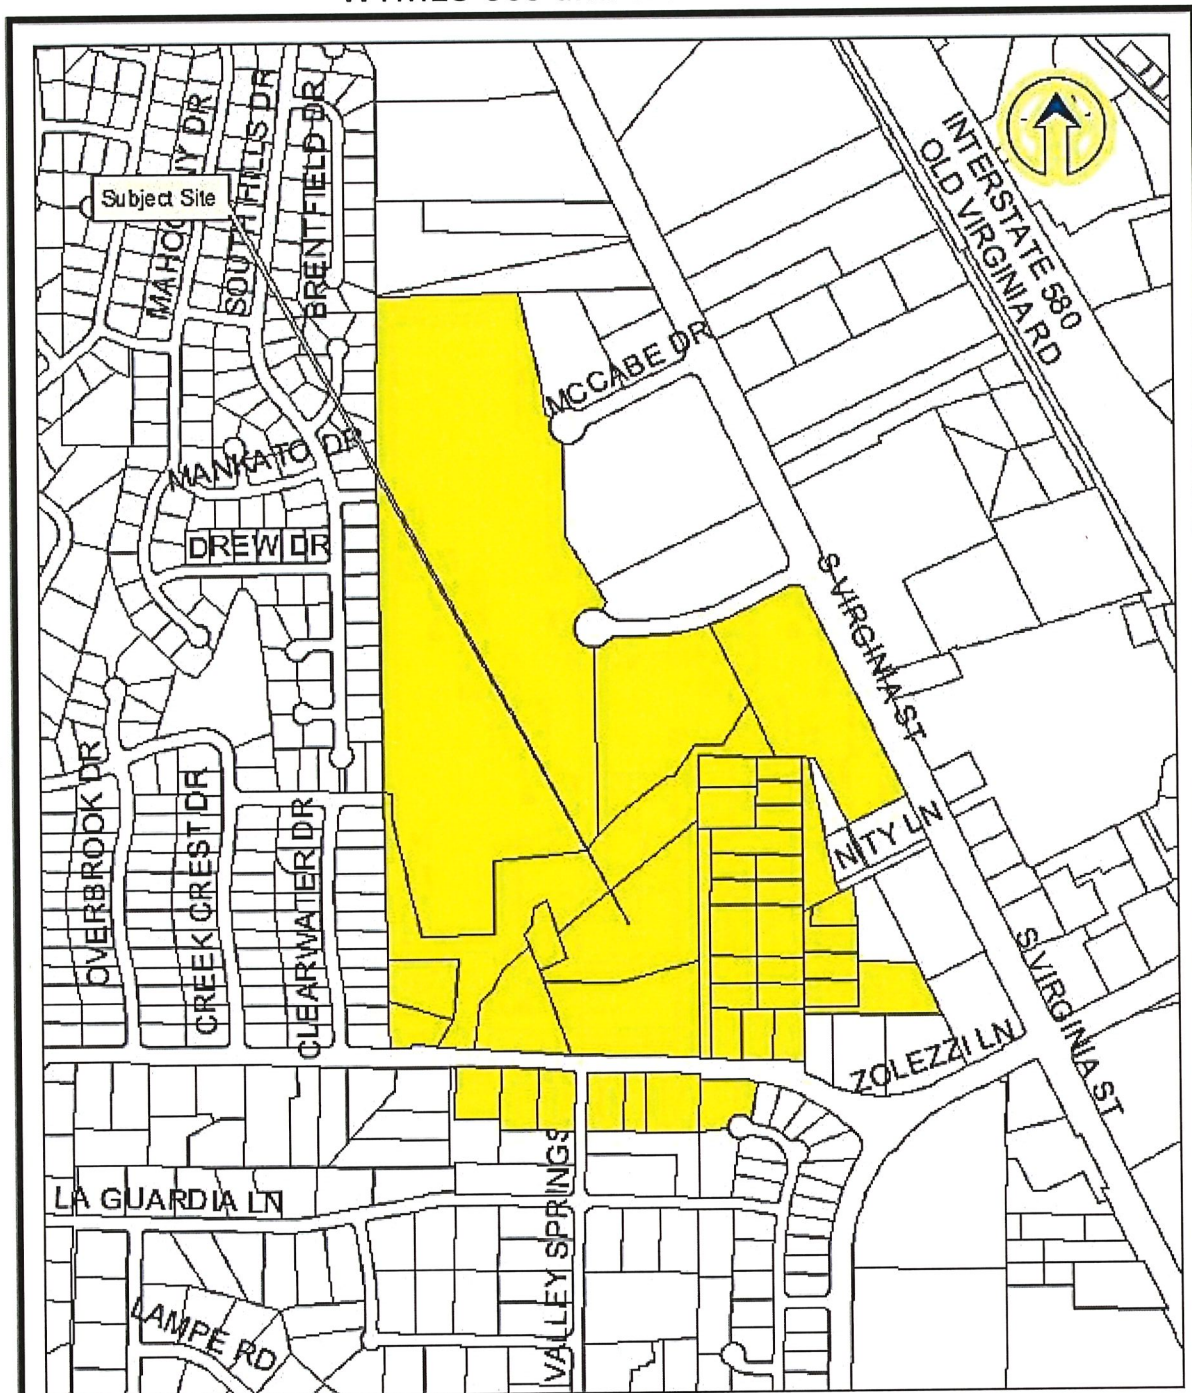 MAHOGANY DR
SOUTH HILLS DR
BRENTFIELD DR
Subject Site
INTERSTATE 580
OLD VIRGINIA RD
MCCABE DR
MANKATO DR
DREW DR
S VIRGINIA ST
OVERBROOK DR
CREEK CREST DR
CLEARWATER DR
NITY LN
S VIRGINIA ST
ZOLEZZI LN
LA GUARDIA LN
VALLEY SPRINGS
LAMPE RD